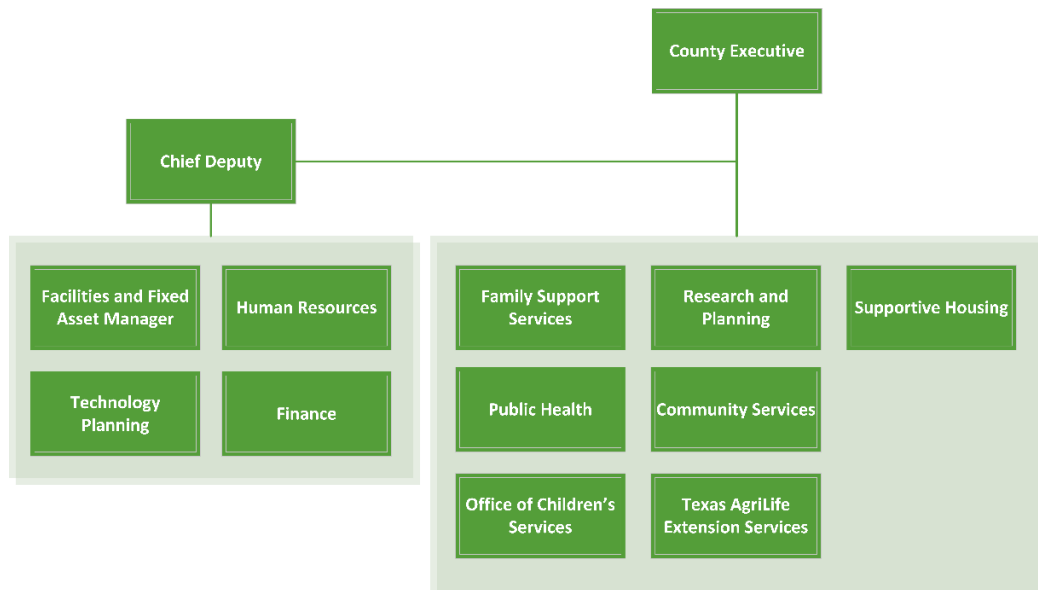 County Executive
Chief Deputy
Facilities and Fixed
Asset Manager
Human Resources
Technology
Planning
Finance
Family Support
Services
Research and
Planning
Supportive Housing
Public Health
Community Services
Office of Children’s
Services
Texas AgriLife
Extension Services